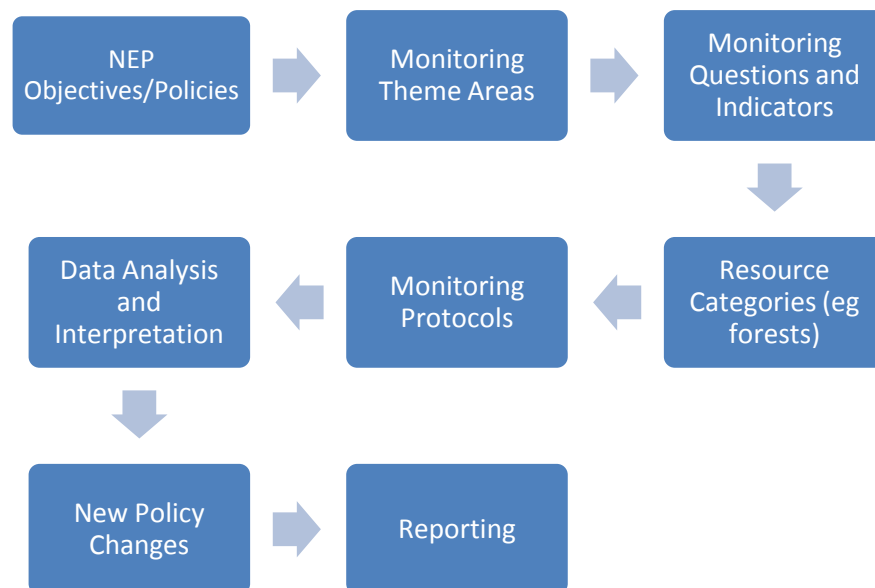 NEP
Objectives/Policies
Monitoring
Theme Areas
Monitoring
Questions and
Indicators
Resource
Categories (eg
forests)
Monitoring
Protocols
Data Analysis
and
Interpretation
New Policy
Changes
Reporting